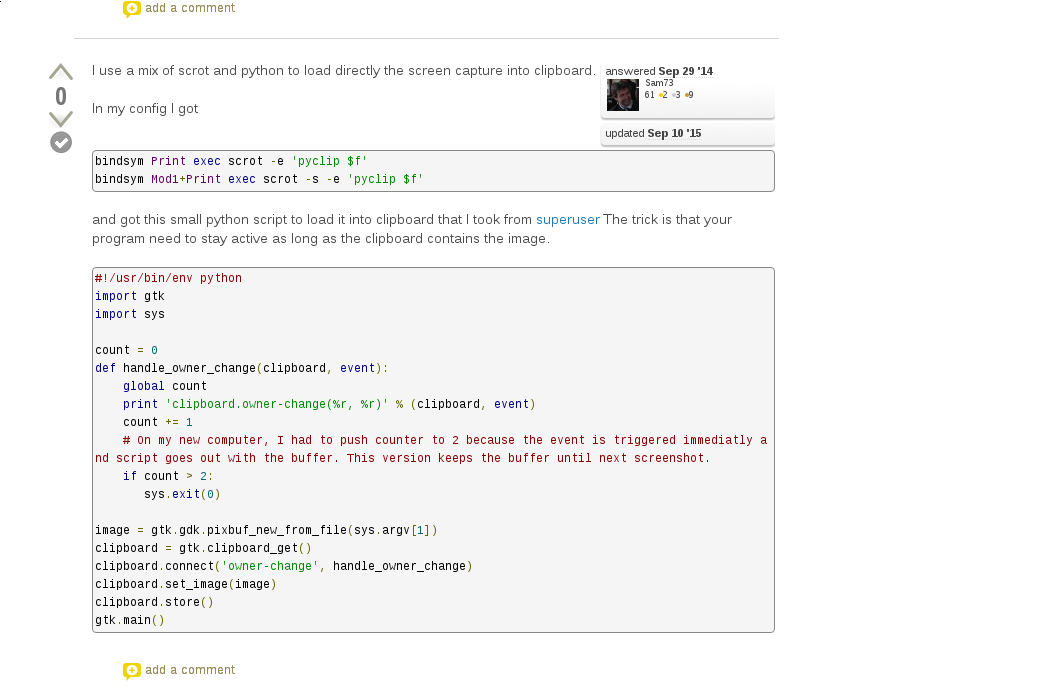 add a comment
I use a mix of scrot and python to load directly the screen capture into clipboard.
answered Sep 29 '14
Sam73
61 ●2 ●3 ●9
0
In my config I got
updated Sep 10 '15
bindsym Print exec scrot -e 'pyclip $f'
bindsym Mod1+Print exec scrot -s -e 'pyclip $f'
and got this small python script to load it into clipboard that I took from superuser The trick is that your
program need to stay active as long as the clipboard contains the image.
#!/usr/bin/env python
import gtk
import sys
count = 0
def handle_owner_change(clipboard, event):
    global count
    print 'clipboard.owner-change(%r, %r)' % (clipboard, event)
    count += 1
    # On my new computer, I had to push counter to 2 because the event is triggered immediatly a
nd script goes out with the buffer. This version keeps the buffer until next screenshot.
    if count > 2:
       sys.exit(0)
image = gtk.gdk.pixbuf_new_from_file(sys.argv[1])
clipboard = gtk.clipboard_get()
clipboard.connect('owner-change', handle_owner_change)
clipboard.set_image(image)
clipboard.store()
gtk.main()
add a comment